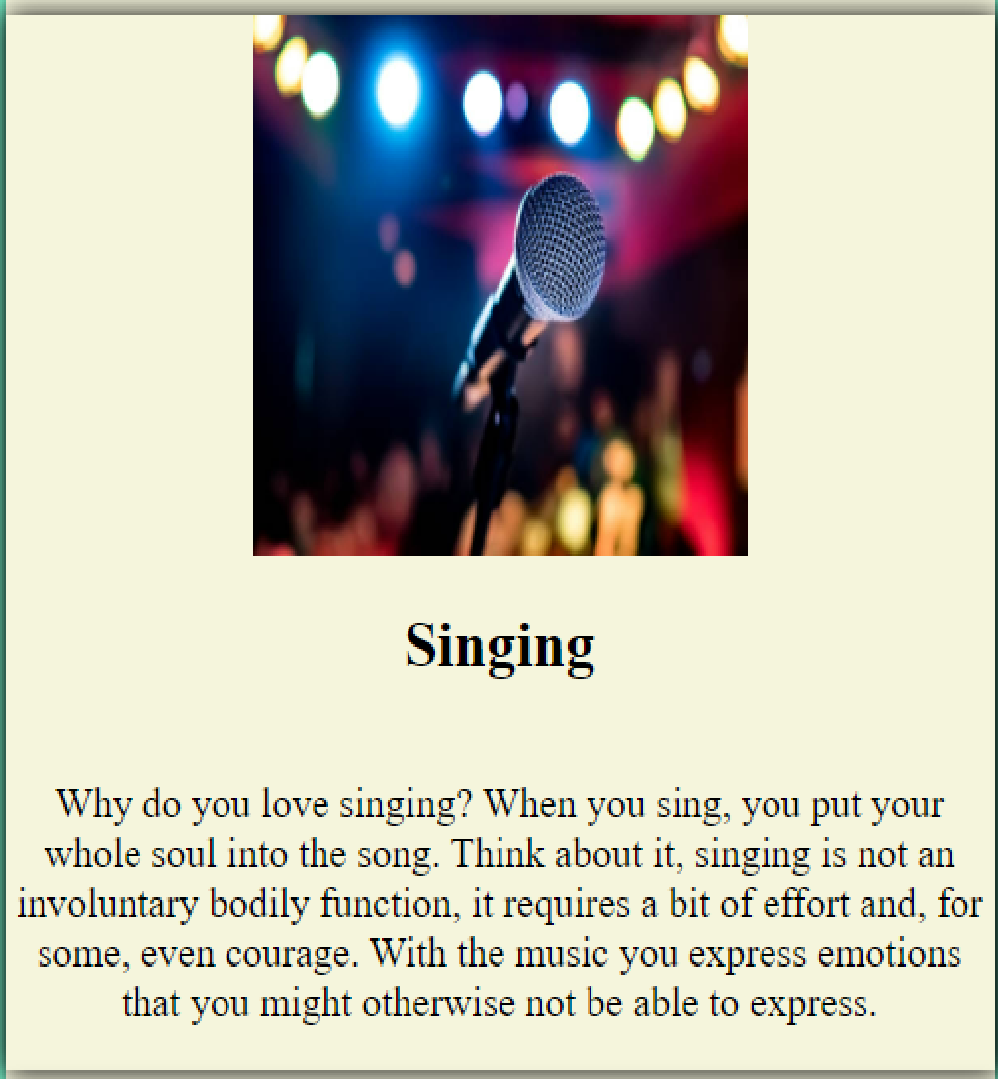 Singing
Why do you love singing? When you sing, you put your
whole soul into the song. Think about it, singing is not an
involuntary bodily function, it requires a bit of effort and, for
some, even courage. With the music you express emotions
that you might otherwise not be able to express.